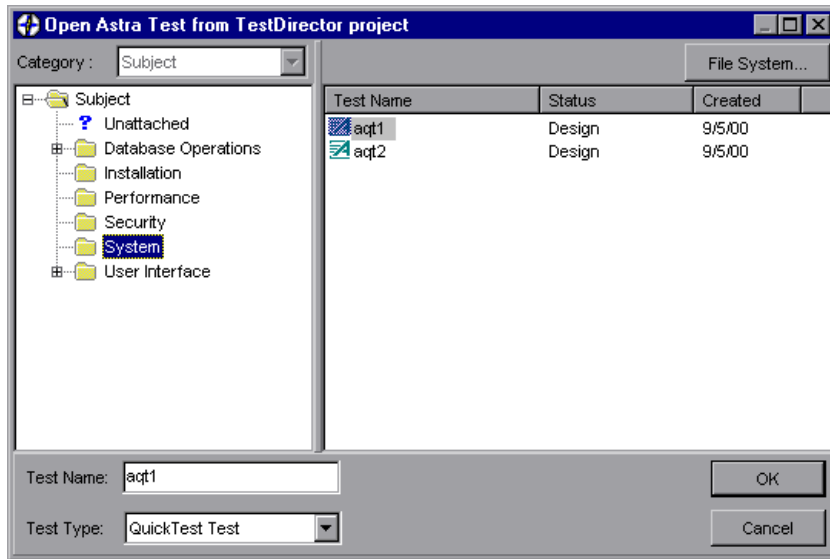 Open Astra Test from TestDirector project
Category : Subject
File System...
Subject
? Unattached
Database Operations
Installation
Performance
Security
System
User Interface
Test Name Status Created
aqt1 Design 9/5/00
aqt2 Design 9/5/00
Test Name: aqt1
OK
Test Type: QuickTest Test
Cancel